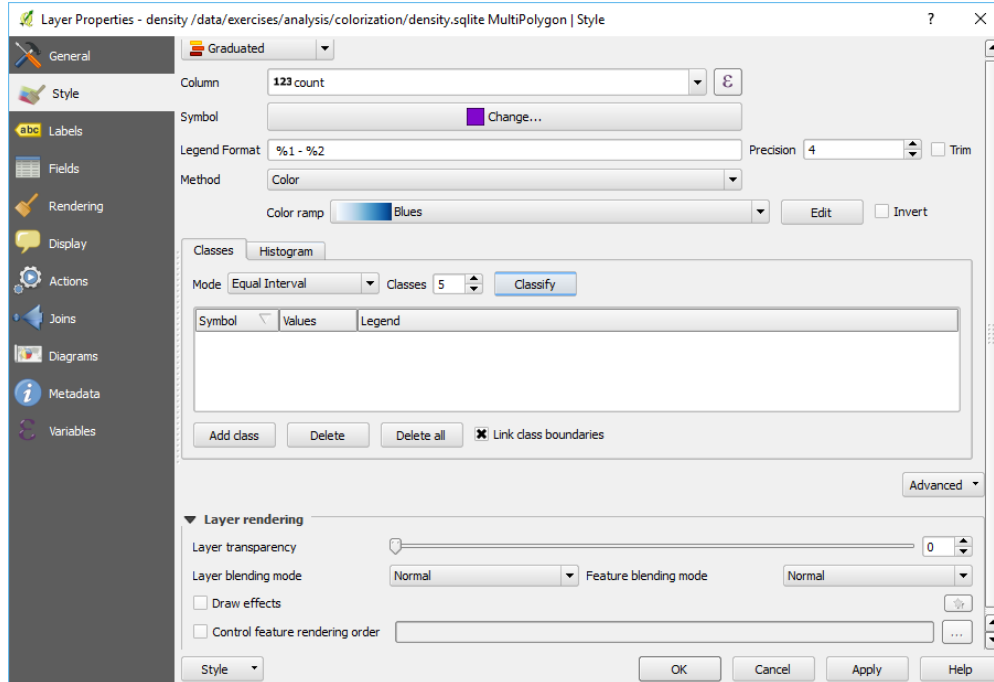 Layer Properties - density /data/exercises/analysis/colorization/density.sqlite MultiPolygon | Style
? X
General
Style
abc Labels
Fields
Rendering
Display
Actions
Joins
Diagrams
Metadata
ε Variables
Graduated
Column 123 count ε
Symbol Change...
Legend Format %1 - %2 Precision 4 Trim
Method Color
Color ramp Blues Edit Invert
Classes Histogram
Mode Equal Interval Classes 5 Classify
Symbol Values Legend
Add class Delete Delete all Link class boundaries
Advanced
Layer rendering
Layer transparency 0
Layer blending mode Normal Feature blending mode Normal
Draw effects
Control feature rendering order ...
Style OK Cancel Apply Help